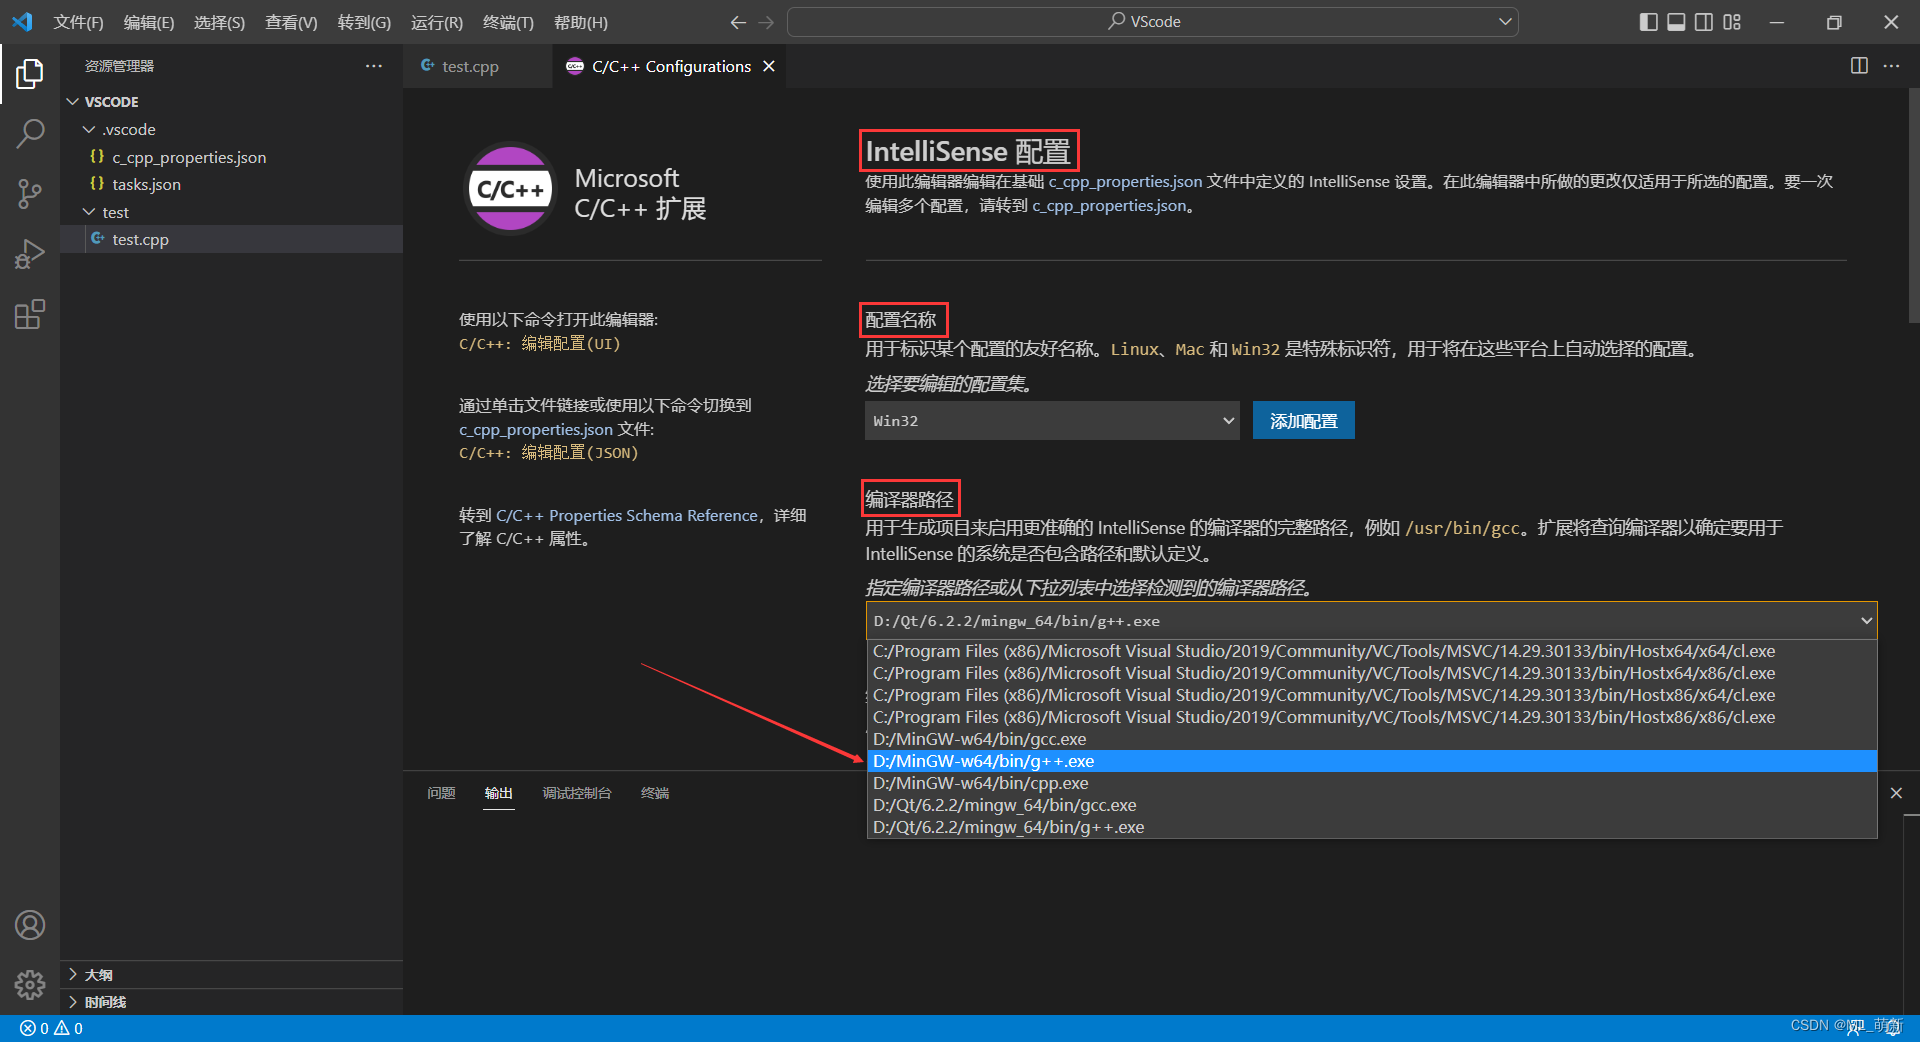 文件(F) 编辑(E) 选择(S) 查看(V) 转到(G) 运行(R) 终端(T) 帮助(H)
VScode
资源管理器
VSCODE
.vscode
{} c_cpp_properties.json
{} tasks.json
test
test.cpp
大纲
时间线
test.cpp
C/C++ Configurations
C/C++
Microsoft
C/C++ 扩展
使用以下命令打开此编辑器:
C/C++: 编辑配置(UI)
通过单击文件链接或使用以下命令切换到
c_cpp_properties.json 文件:
C/C++: 编辑配置(JSON)
转到 C/C++ Properties Schema Reference，详细
了解 C/C++ 属性。
IntelliSense 配置
使用此编辑器编辑在基础 c_cpp_properties.json 文件中定义的 IntelliSense 设置。在此编辑器中所做的更改仅适用于所选的配置。要一次
编辑多个配置，请转到 c_cpp_properties.json。
配置名称
用于标识某个配置的友好名称。Linux、Mac 和 Win32 是特殊标识符，用于将在这些平台上自动选择的配置。
选择要编辑的配置集。
Win32
添加配置
编译器路径
用于生成项目来启用更准确的 IntelliSense 的编译器的完整路径，例如 /usr/bin/gcc。扩展将查询编译器以确定要用于
IntelliSense 的系统是否包含路径和默认定义。
指定编译器路径或从下拉列表中选择检测到的编译器路径。
D:/Qt/6.2.2/mingw_64/bin/g++.exe
C:/Program Files (x86)/Microsoft Visual Studio/2019/Community/VC/Tools/MSVC/14.29.30133/bin/Hostx64/x64/cl.exe
C:/Program Files (x86)/Microsoft Visual Studio/2019/Community/VC/Tools/MSVC/14.29.30133/bin/Hostx64/x86/cl.exe
C:/Program Files (x86)/Microsoft Visual Studio/2019/Community/VC/Tools/MSVC/14.29.30133/bin/Hostx86/x64/cl.exe
C:/Program Files (x86)/Microsoft Visual Studio/2019/Community/VC/Tools/MSVC/14.29.30133/bin/Hostx86/x86/cl.exe
D:/MinGW-w64/bin/gcc.exe
D:/MinGW-w64/bin/g++.exe
D:/MinGW-w64/bin/cpp.exe
D:/Qt/6.2.2/mingw_64/bin/gcc.exe
D:/Qt/6.2.2/mingw_64/bin/g++.exe
问题 输出 调试控制台 终端
0 0
CSDN